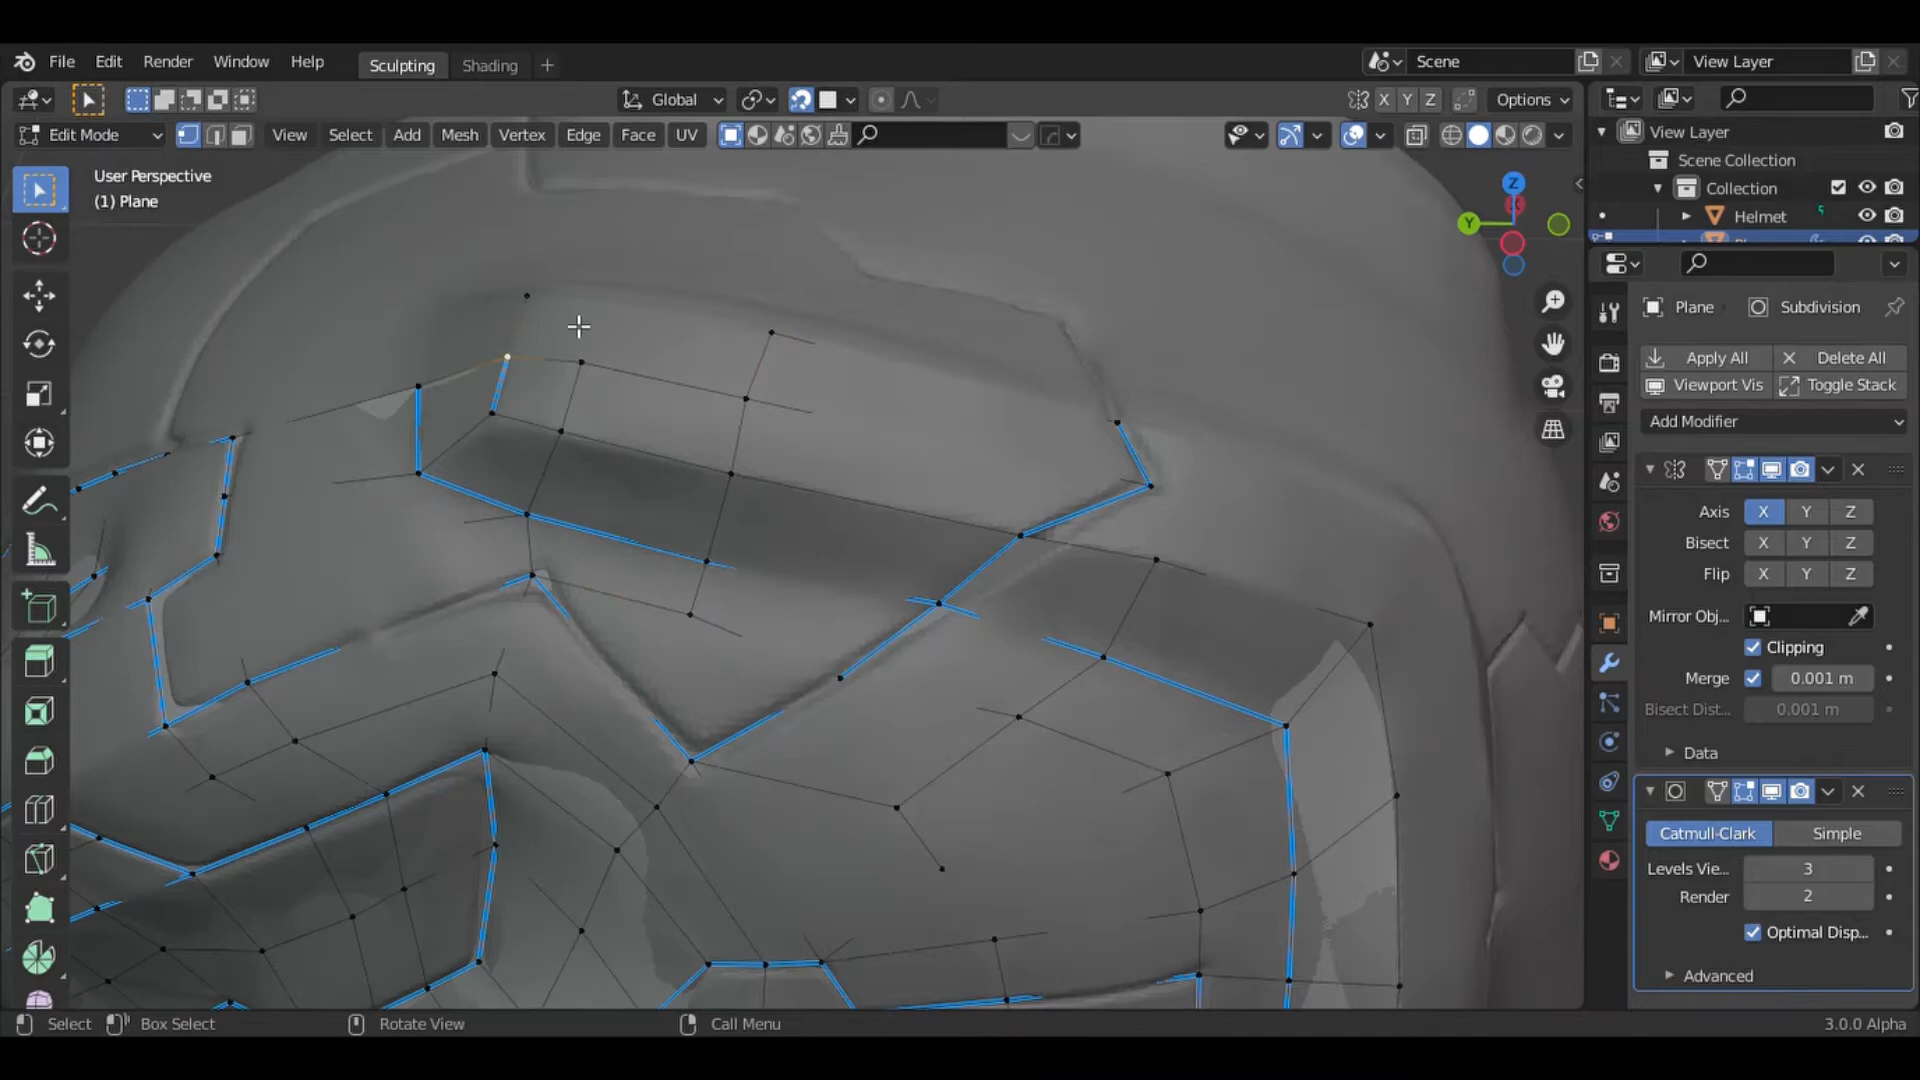 File Edit Render Window Help Sculpting Shading + Scene View Layer
Global X Y Z Options
Edit Mode View Select Add Mesh Vertex Edge Face UV
User Perspective
(1) Plane
Z
Y
View Layer
Scene Collection
Collection
Helmet
Plane Subdivision
Apply All Delete All
Viewport Vis Toggle Stack
Add Modifier
Axis X Y Z
Bisect X Y Z
Flip X Y Z
Mirror Obj...
Clipping
Merge 0.001 m
Bisect Dist... 0.001 m
Data
Catmull-Clark Simple
Levels Vie... 3
Render 2
Optimal Disp...
Advanced
Select Box Select Rotate View Call Menu 3.0.0 Alpha